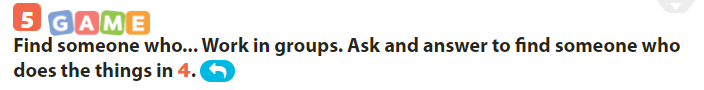 5 GAME
Find someone who... Work in groups. Ask and answer to find someone who
does the things in 4.